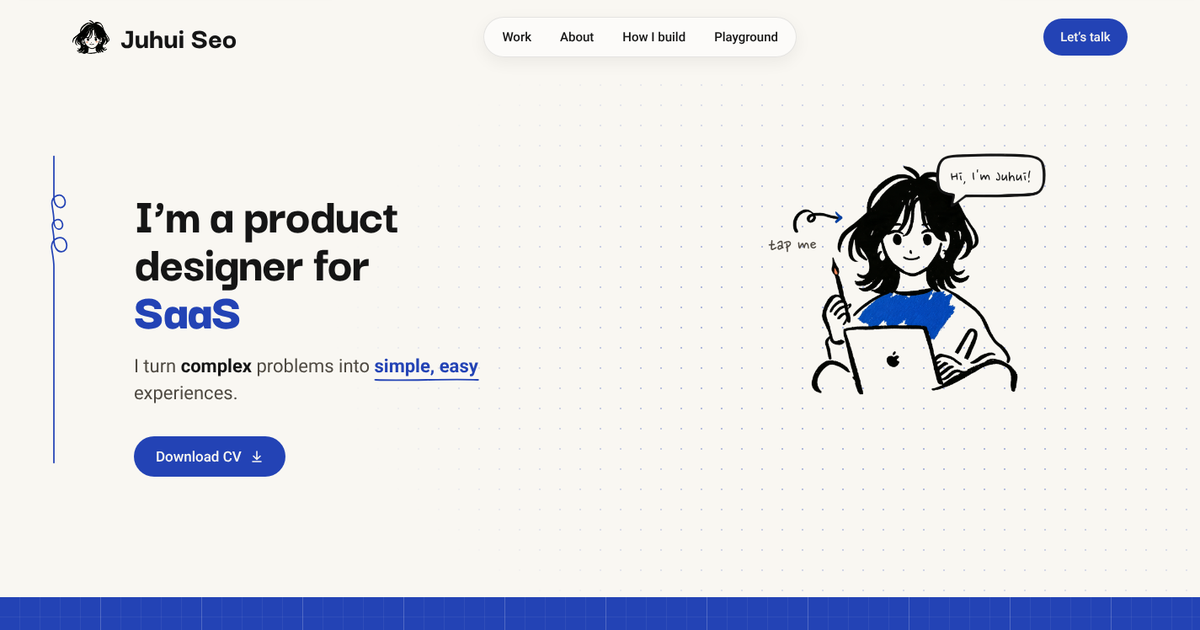 Juhui Seo
Work
About
How I build
Playground
Let's talk
I’m a product
designer for
SaaS
I turn complex problems into simple, easy
experiences.
Download CV
Hi, I'm Juhui!
tap me